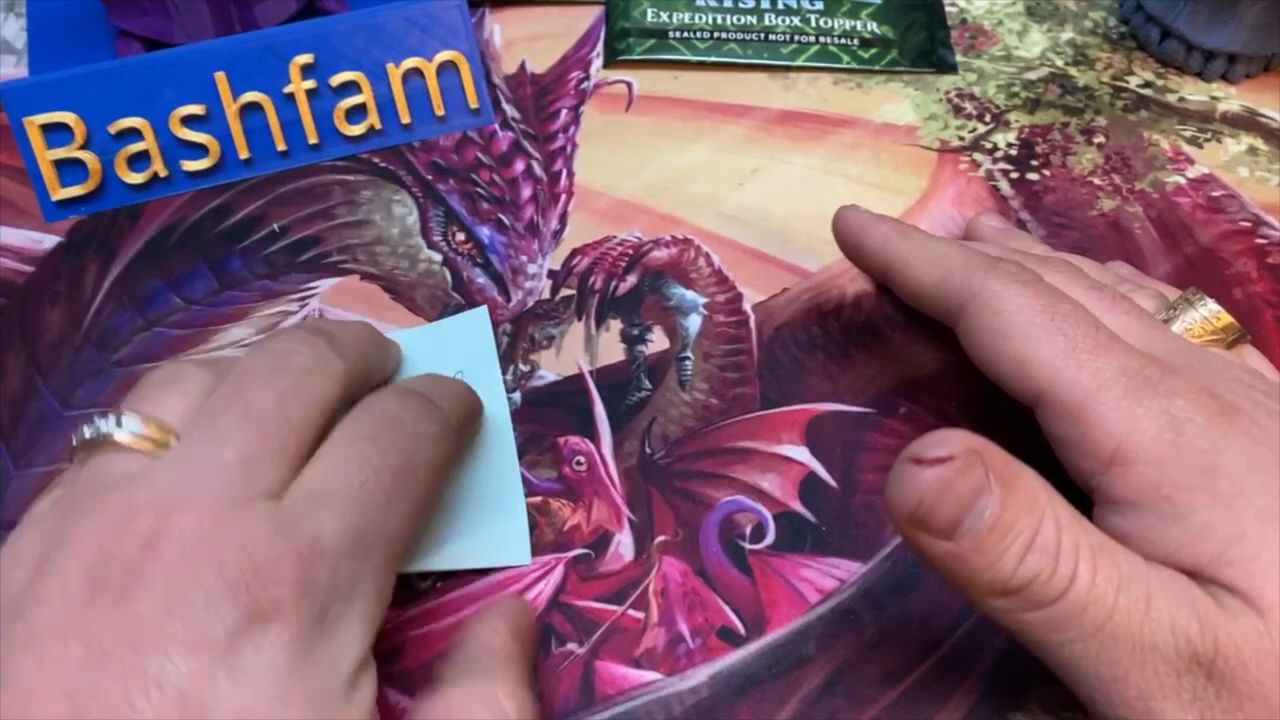 Bashfam
RISING
EXPEDITION BOX TOPPER
SEALED PRODUCT NOT FOR RESALE